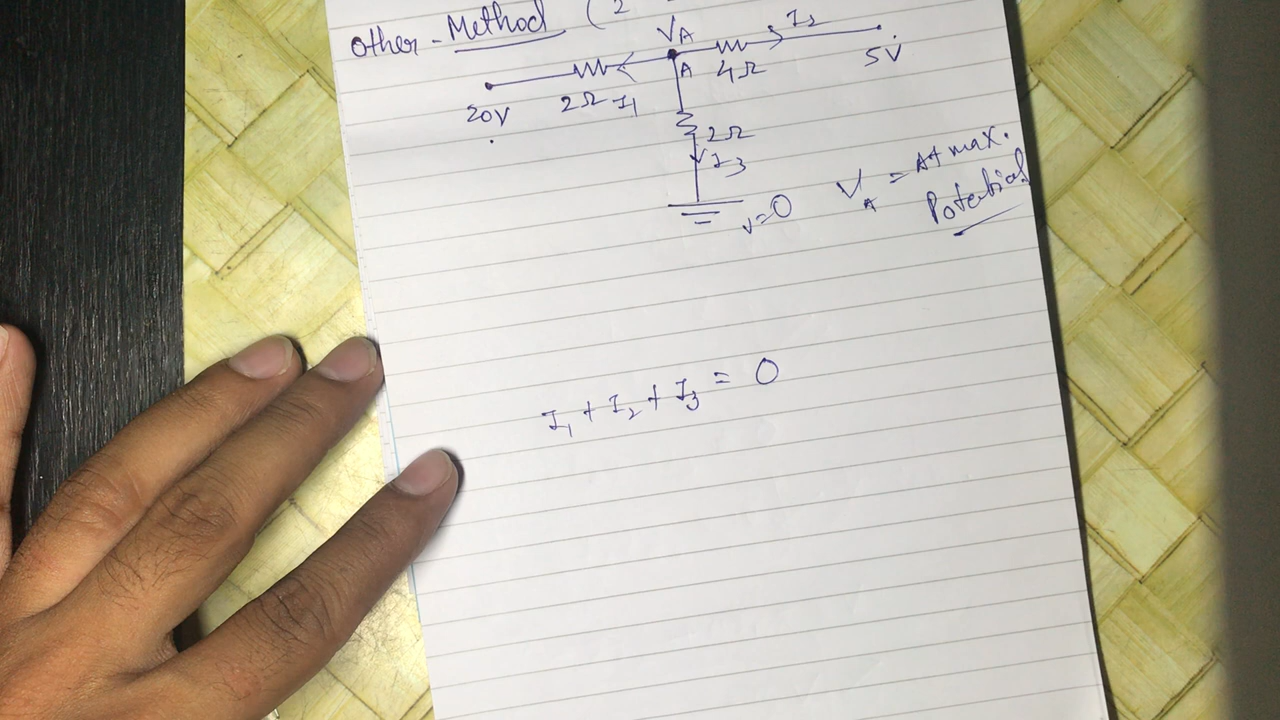 Other-Method (2
VA
I2
A
4Ω
5V
20V
2Ω I1
2Ω
I3
V=0
VA = At max.
Potential
I1 + I2 + I3 = 0